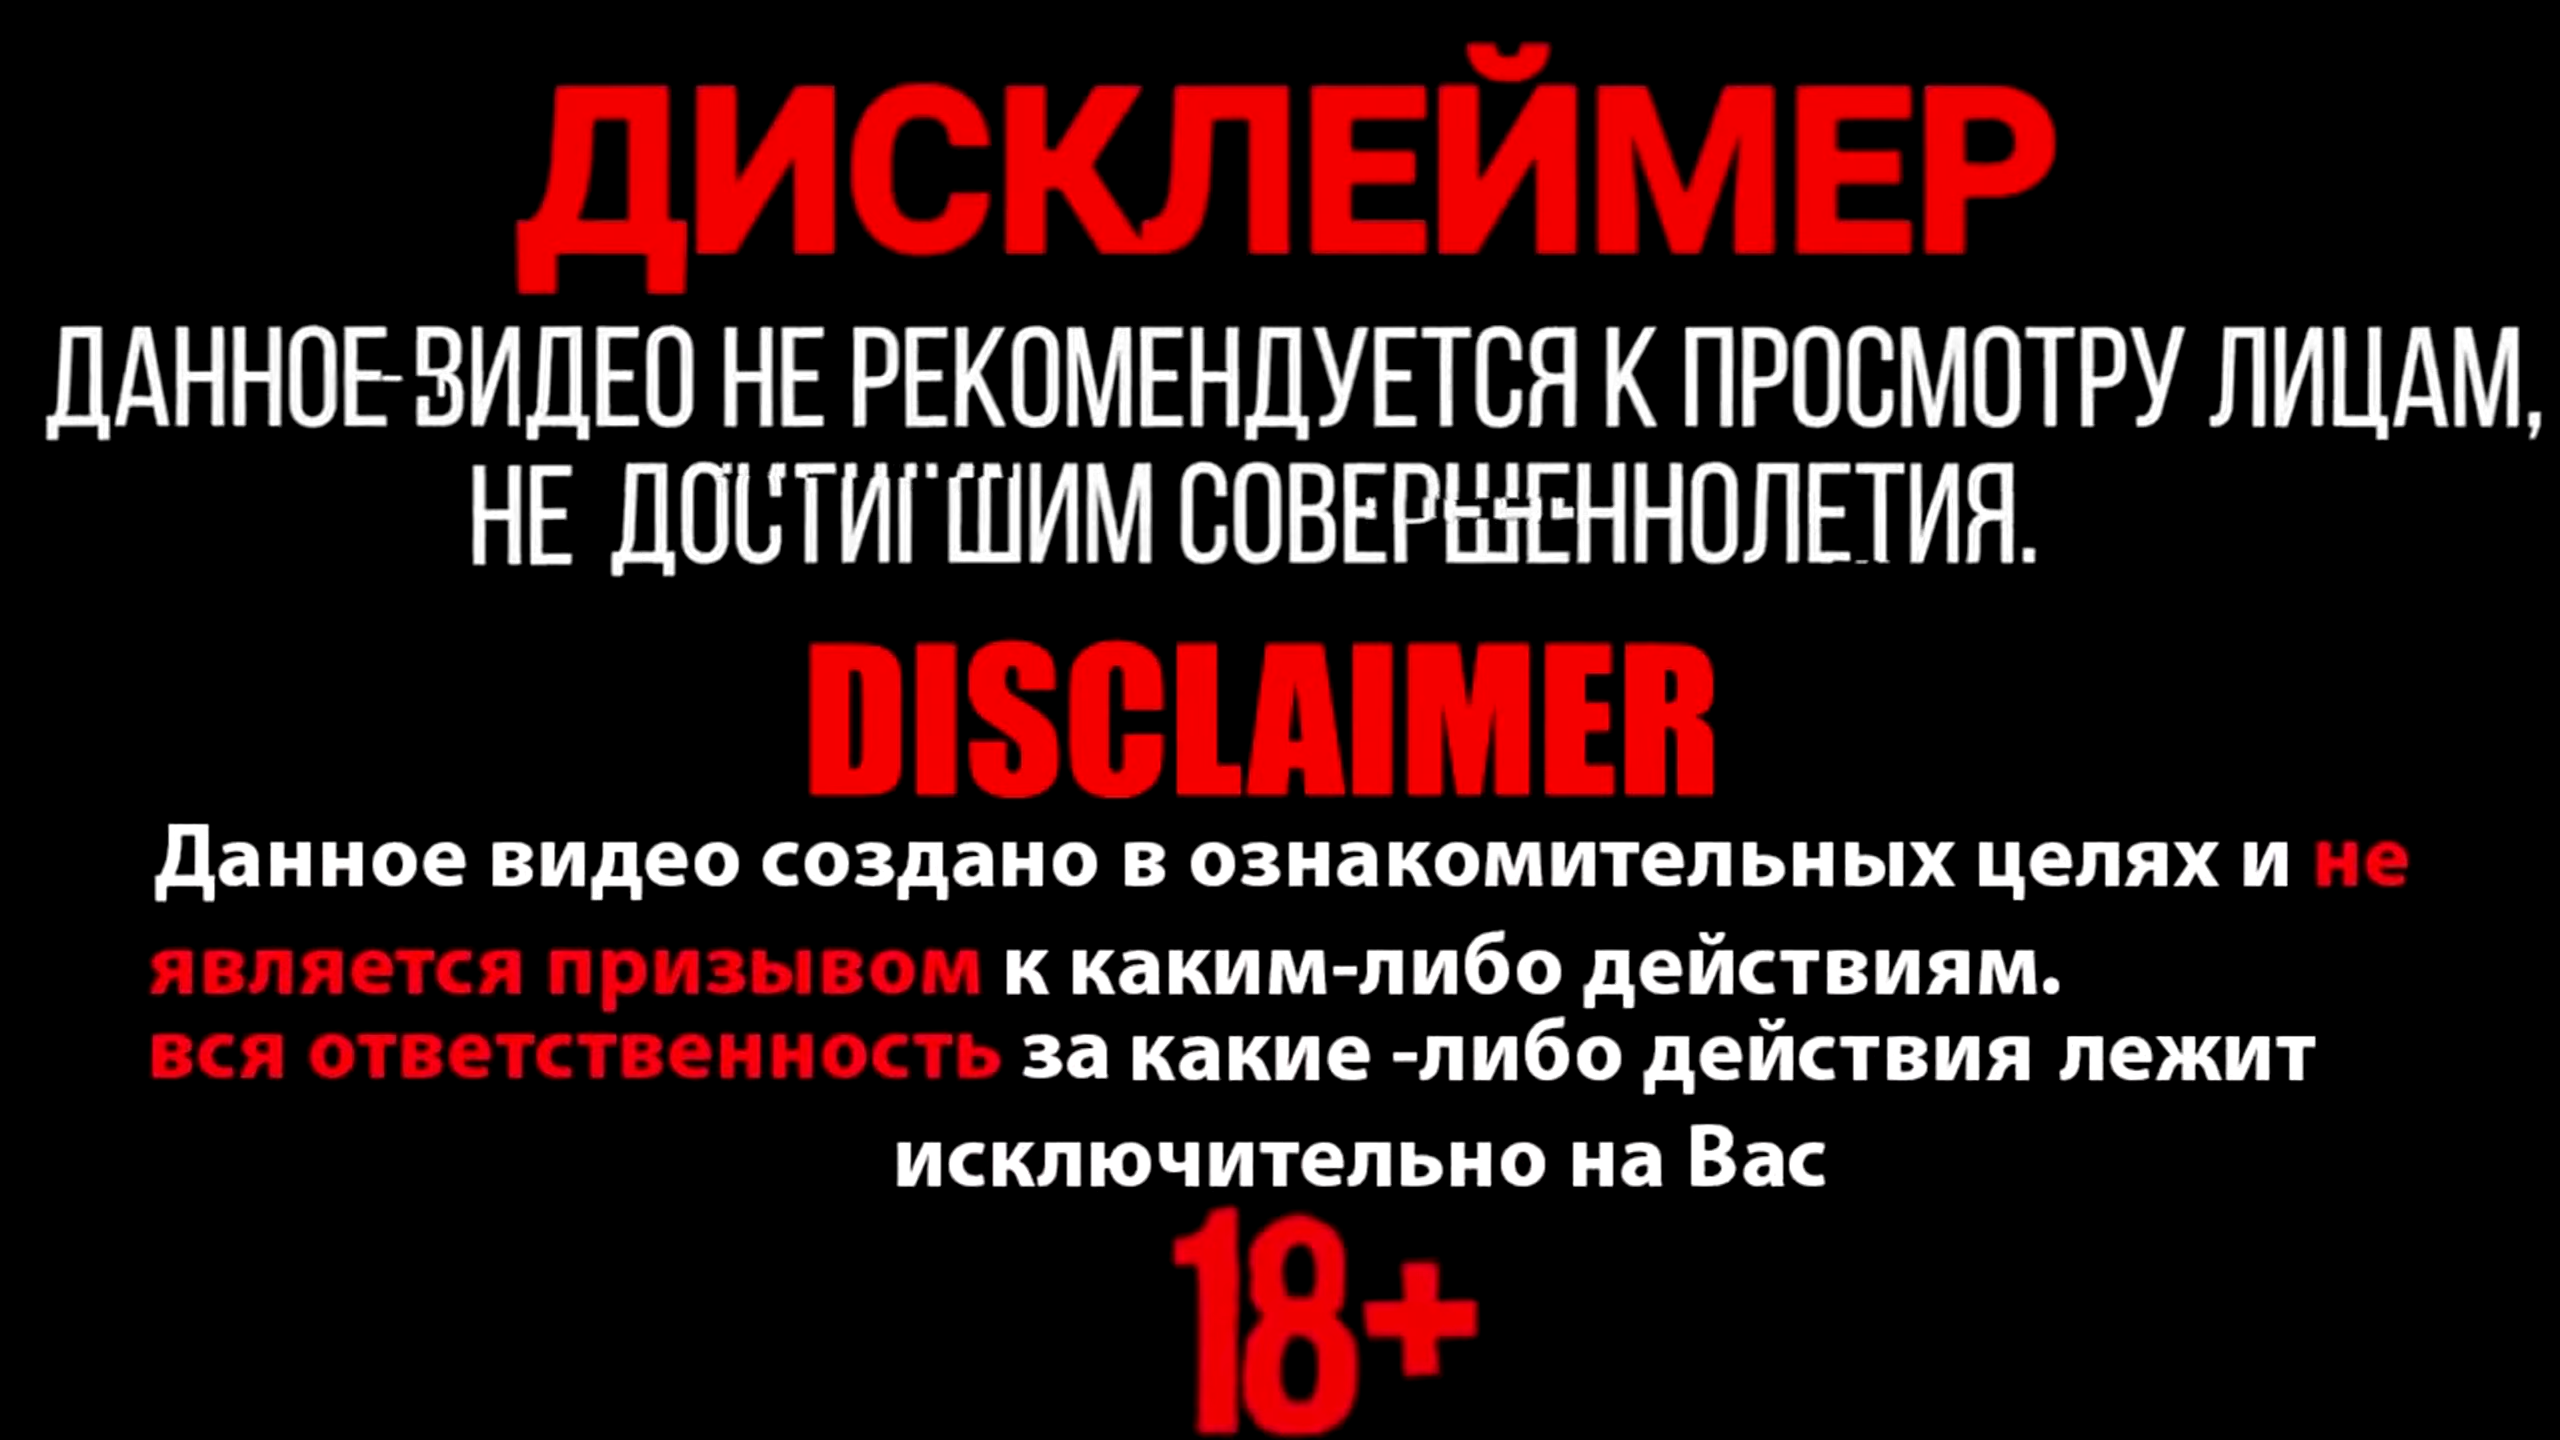 ДИСКЛЕЙМЕР
ДАННОЕ ВИДЕО НЕ РЕКОМЕНДУЕТСЯ К ПРОСМОТРУ ЛИЦАМ,
НЕ ДОСТИГШИМ СОВЕРШЕННОЛЕТИЯ.
DISCLAIMER
Данное видео создано в ознакомительных целях и не
является призывом к каким-либо действиям.
вся ответственность за какие -либо действия лежит
исключительно на Вас
18+